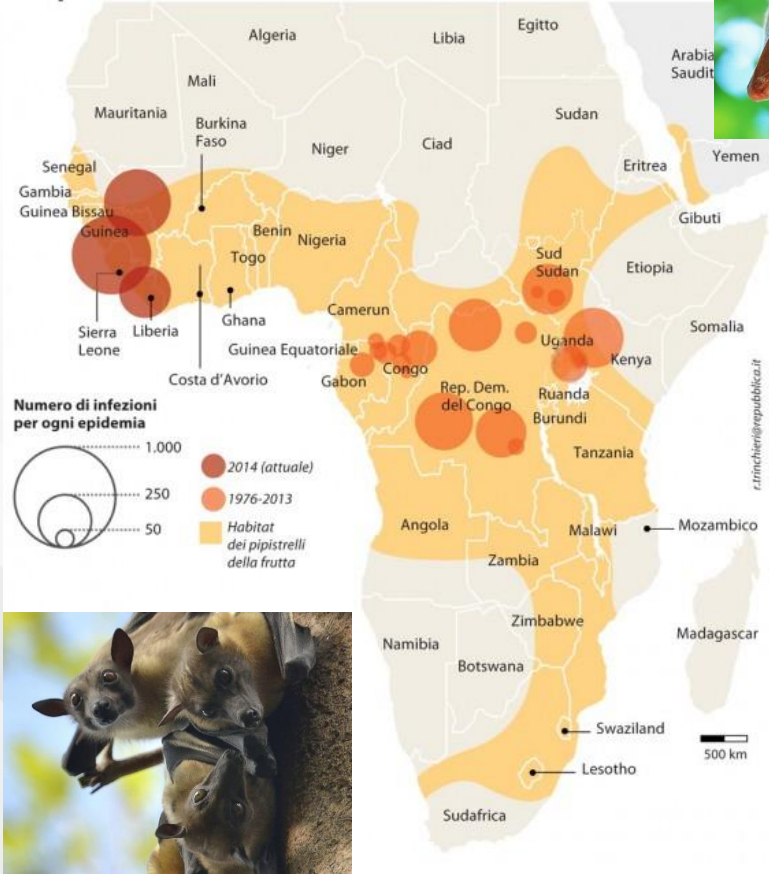 Algeria
Libia
Egitto
Arabia
Saudit
Mali
Mauritania
Burkina
Faso
Niger
Ciad
Sudan
Eritrea
Yemen
Senegal
Gambia
Guinea Bissau
Guinea
Gibuti
Benin
Nigeria
Togo
Sud
Sudan
Etiopia
Camerun
Somalia
Sierra
Leone
Liberia
Ghana
Costa d'Avorio
Guinea Equatoriale
Gabon
Congo
Uganda
Kenya
Rep. Dem.
del Congo
Ruanda
Burundi
Tanzania
Numero di infezioni
per ogni epidemia
1.000
250
50
2014 (attuale)
1976-2013
Habitat
dei pipistrelli
della frutta
r.trinchieri@repubblica.it
Angola
Malawi
Mozambico
Zambia
Zimbabwe
Namibia
Botswana
Madagascar
Swaziland
500 km
Lesotho
Sudafrica